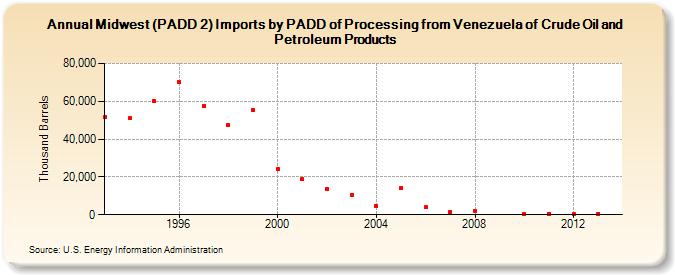 Annual Midwest (PADD 2) Imports by PADD of Processing from Venezuela of Crude Oil and
Petroleum Products
Thousand Barrels
80,000
60,000
40,000
20,000
0
1996
2000
2004
2008
2012
Source: U.S. Energy Information Administration